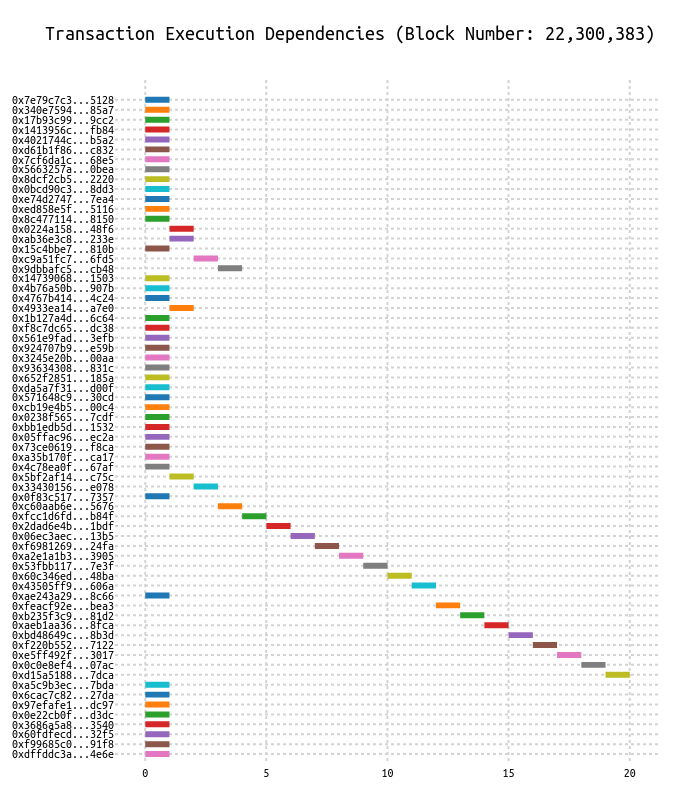 Transaction Execution Dependencies (Block Number: 22,300,383)
0x7e79c7c3...5128
0x340e7594...85a7
0x17b93c99...9cc2
0x1413956c...fb84
0x4021744c...b5a2
0xd61b1f86...c832
0x7cf6da1c...68e5
0x5663257a...0bea
0x8dcf2cb5...2220
0x0bcd90c3...8dd3
0xe74d2747...7ea4
0xed858e5f...5116
0x8c477114...8150
0x0224a158...48f6
0xab36e3c8...233e
0x15c4bbe7...810b
0xc9a51fc7...6fd5
0x9dbbafc5...cb48
0x14739068...1503
0x4b76a50b...907b
0x4767b414...4c24
0x4933ea14...a7e0
0x1b127a4d...6c64
0xf8c7dc65...dc38
0x561e9fad...3efb
0x924707b9...e59b
0x3245e20b...00aa
0x93634308...831c
0x652f2851...185a
0xda5a7f31...d00f
0x571648c9...30cd
0xcb19e4b5...00c4
0x0238f565...7cdf
0xbb1edb5d...1532
0x05ffac96...ec2a
0x73ce0619...f8ca
0xa35b170f...ca17
0x4c78ea0f...67af
0x5bf2af14...c75c
0x33430156...e078
0x0f83c517...7357
0xc60aab6e...5676
0xfcc1d6fd...b84f
0x2dad6e4b...1bdf
0x06ec3aec...13b5
0xf6981269...24fa
0xa2e1a1b3...3905
0x53fbb117...7e3f
0x60c346ed...48ba
0x43505ff9...606a
0xae243a29...8c66
0xfeacf92e...bea3
0xb235f3c9...81d2
0xaeb1aa36...8fca
0xbd48649c...8b3d
0xf220b552...7122
0xe5ff492f...3017
0x0c0e8ef4...07ac
0xd15a5188...7dca
0xa5c9b3ec...7bda
0x6cac7c82...27da
0x97efafe1...dc97
0x0e22cb0f...d3dc
0x3686a5a8...3540
0x60fdfecd...32f5
0xf99685c0...91f8
0xdffddc3a...4e6e
0 5 10 15 20